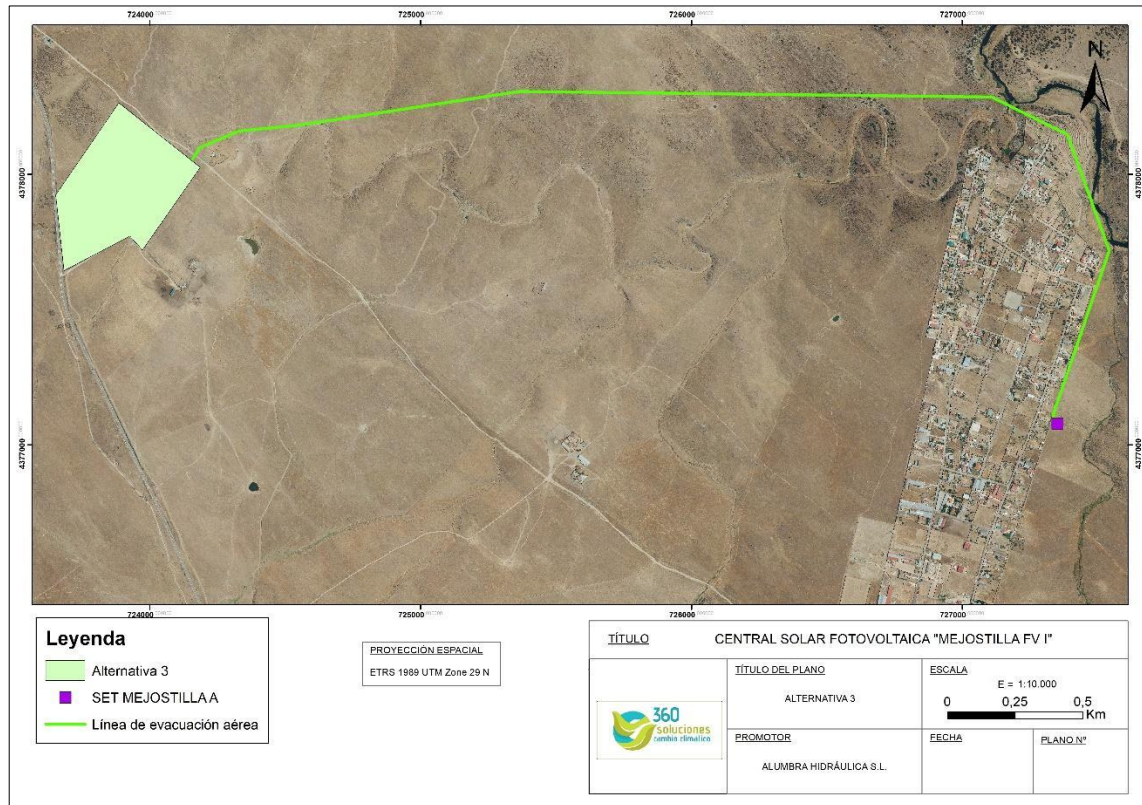 724000
725000
726000
727000
N
4378000
4378000
4377000
4377000
724000
725000
726000
727000
Leyenda
Alternativa 3
SET MEJOSTILLA A
Línea de evacuación aérea
PROYECCIÓN ESPACIAL
ETRS 1989 UTM Zone 29 N
TÍTULO
CENTRAL SOLAR FOTOVOLTAICA "MEJOSTILLA FV I"
360
soluciones
cambio climático
TÍTULO DEL PLANO
ALTERNATIVA 3
ESCALA
E = 1:10.000
0 0,25 0,5
Km
PROMOTOR
ALUMBRA HIDRÁULICA S.L.
FECHA
PLANO Nº